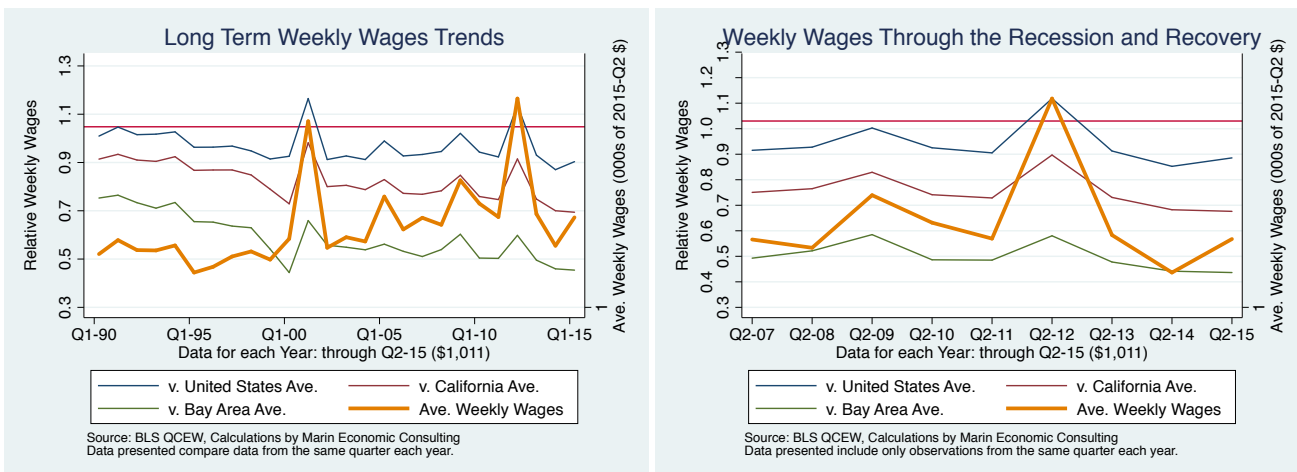 Long Term Weekly Wages Trends
Relative Weekly Wages
1.3
1.1
0.9
0.7
0.5
0.3
1
Ave. Weekly Wages (000s of 2015-Q2 $)
Q1-90 Q1-95 Q1-00 Q1-05 Q1-10 Q1-15
Data for each Year: through Q2-15 ($1,011)
v. United States Ave. v. California Ave.
v. Bay Area Ave. Ave. Weekly Wages
Source: BLS QCEW, Calculations by Marin Economic Consulting
Data presented compare data from the same quarter each year.
Weekly Wages Through the Recession and Recovery
Relative Weekly Wages
1.3
1.2
1.1
1.0
0.9
0.8
0.7
0.6
0.5
0.4
0.3
1
Ave. Weekly Wages (000s of 2015-Q2 $)
Q2-07 Q2-08 Q2-09 Q2-10 Q2-11 Q2-12 Q2-13 Q2-14 Q2-15
Data for each Year: through Q2-15 ($1,011)
v. United States Ave. v. California Ave.
v. Bay Area Ave. Ave. Weekly Wages
Source: BLS QCEW, Calculations by Marin Economic Consulting
Data presented include only observations from the same quarter each year.